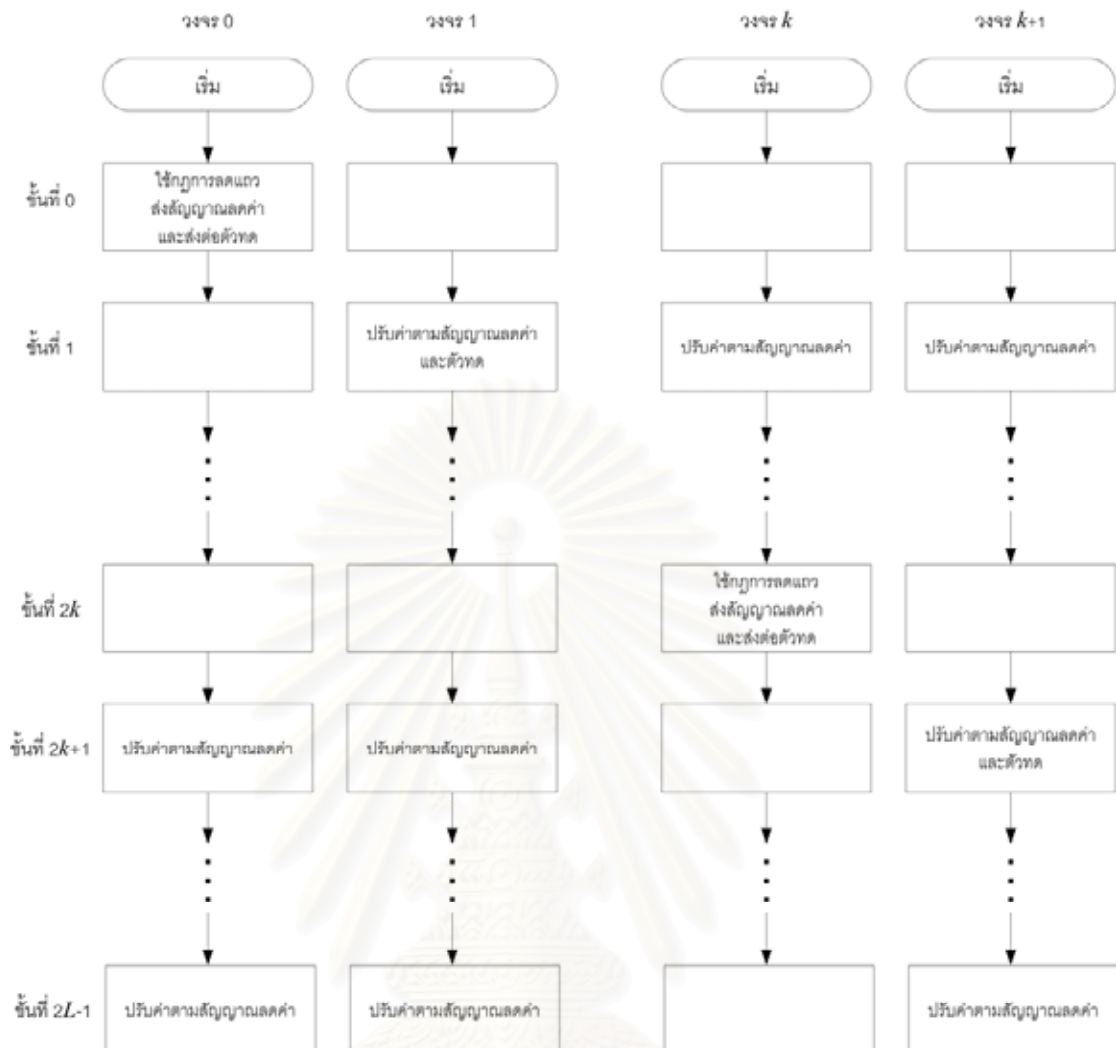 วงจร 0
วงจร 1
วงจร k
วงจร k+1
เริ่ม
เริ่ม
เริ่ม
เริ่ม
ขั้นที่ 0
ใช้กฎการลดแถว
ส่งสัญญาณลดค่า
และส่งต่อตัวทด
ขั้นที่ 1
ปรับค่าตามสัญญาณลดค่า
และตัวทด
ปรับค่าตามสัญญาณลดค่า
ปรับค่าตามสัญญาณลดค่า
ขั้นที่ 2k
ใช้กฎการลดแถว
ส่งสัญญาณลดค่า
และส่งต่อตัวทด
ขั้นที่ 2k+1
ปรับค่าตามสัญญาณลดค่า
ปรับค่าตามสัญญาณลดค่า
ปรับค่าตามสัญญาณลดค่า
และตัวทด
ขั้นที่ 2L-1
ปรับค่าตามสัญญาณลดค่า
ปรับค่าตามสัญญาณลดค่า
ปรับค่าตามสัญญาณลดค่า